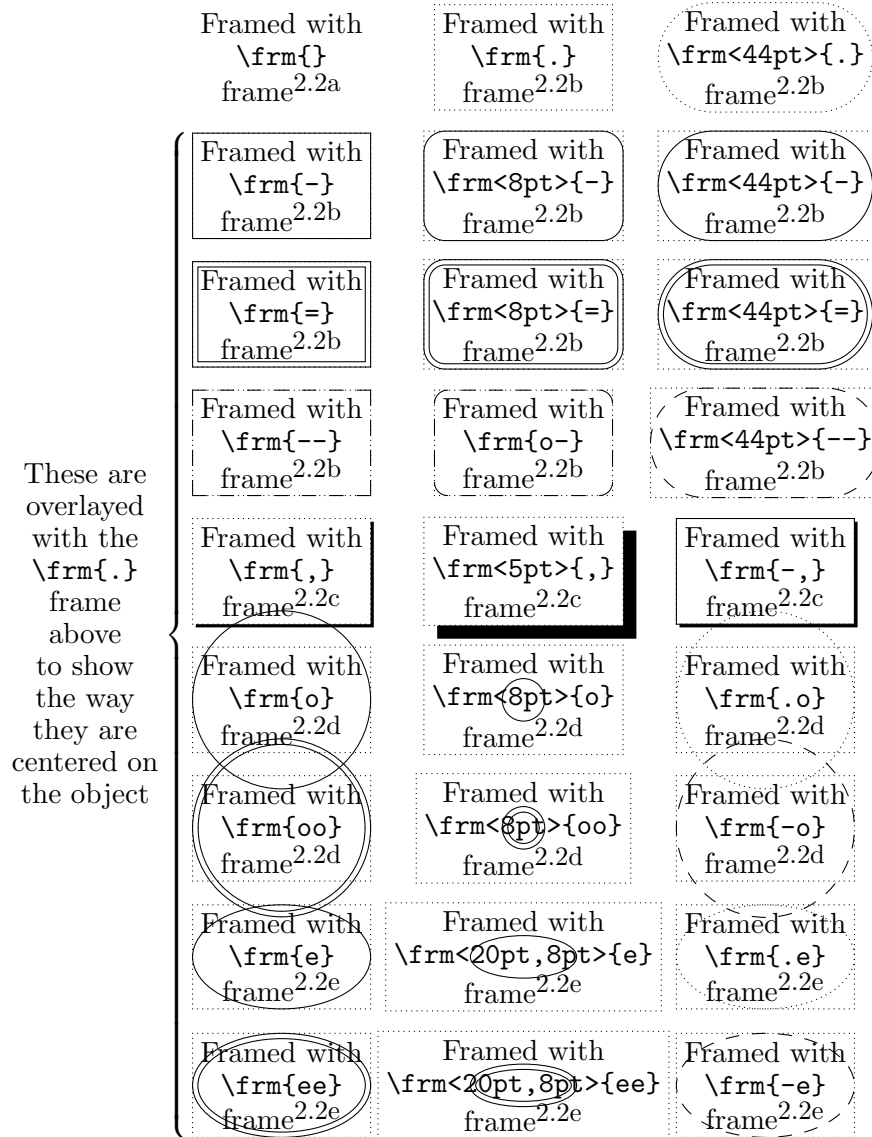 Framed with
\frm{}
frame2.2a
Framed with
\frm{.}
frame2.2b
Framed with
\frm<44pt>{.}
frame2.2b
These are
overlayed
with the
\frm{.}
frame
above
to show
the way
they are
centered on
the object
Framed with
\frm{-}
frame2.2b
Framed with
\frm<8pt>{-}
frame2.2b
Framed with
\frm<44pt>{-}
frame2.2b
Framed with
\frm{=}
frame2.2b
Framed with
\frm<8pt>{=}
frame2.2b
Framed with
\frm<44pt>{=}
frame2.2b
Framed with
\frm{--}
frame2.2b
Framed with
\frm{o-}
frame2.2b
Framed with
\frm<44pt>{--}
frame2.2b
Framed with
\frm{,}
frame2.2c
Framed with
\frm<5pt>{,}
frame2.2c
Framed with
\frm{-,}
frame2.2c
Framed with
\frm{o}
frame2.2d
Framed with
\frm<8pt>{o}
frame2.2d
Framed with
\frm{.o}
frame2.2d
Framed with
\frm{oo}
frame2.2d
Framed with
\frm<8pt>{oo}
frame2.2d
Framed with
\frm{-o}
frame2.2d
Framed with
\frm{e}
frame2.2e
Framed with
\frm<20pt,8pt>{e}
frame2.2e
Framed with
\frm{.e}
frame2.2e
Framed with
\frm{ee}
frame2.2e
Framed with
\frm<20pt,8pt>{ee}
frame2.2e
Framed with
\frm{-e}
frame2.2e